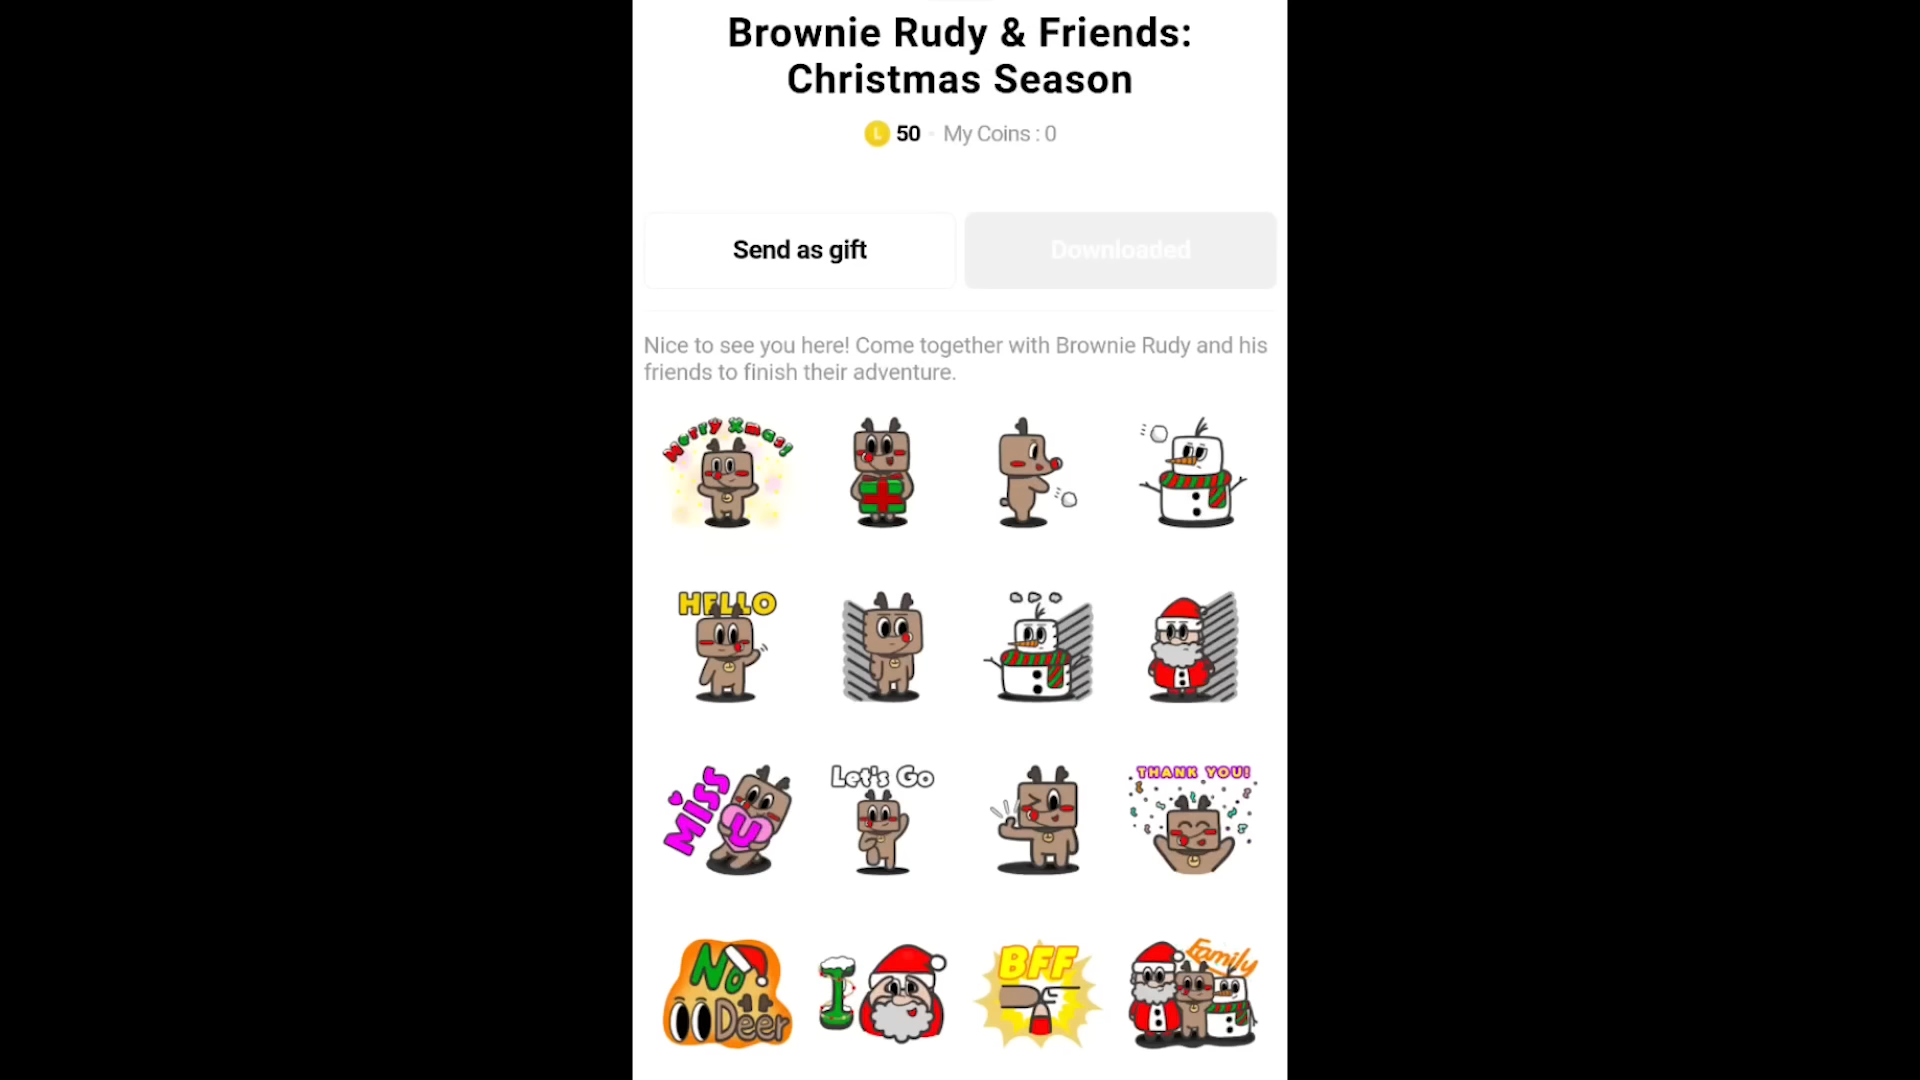 Brownie Rudy & Friends:
Christmas Season
L 50 · My Coins : 0
Send as gift
Downloaded
Nice to see you here! Come together with Brownie Rudy and his
friends to finish their adventure.
Merry Xmas!
HELLO
MISS
U
Let's Go
THANK YOU!
No
Deer
I
BFF
Family